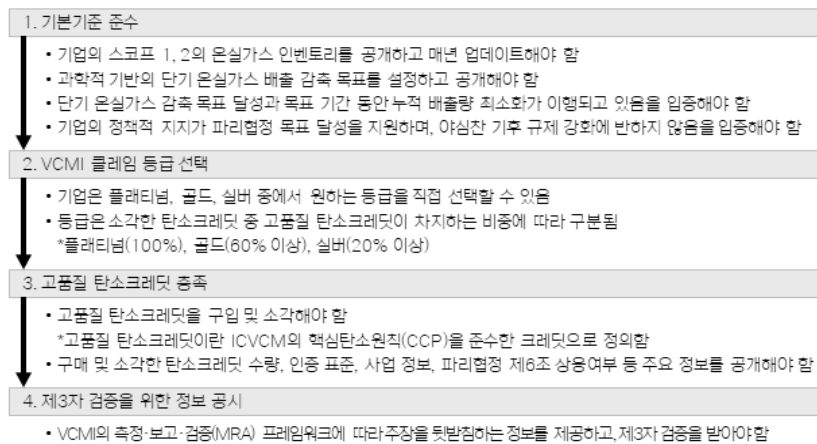 1. 기본기준 준수
• 기업의 스코프 1, 2의 온실가스 인벤토리를 공개하고 매년 업데이트해야 함
• 과학적 기반의 단기 온실가스 배출 감축 목표를 설정하고 공개해야 함
• 단기 온실가스 감축 목표 달성과 목표 기간 동안 누적 배출량 최소화가 이행되고 있음을 입증해야 함
• 기업의 정책적 지지가 파리협정 목표 달성을 지원하며, 야심찬 기후 규제 강화에 반하지 않음을 입증해야 함
2. VCMI 클레임 등급 선택
• 기업은 플래티넘, 골드, 실버 중에서 원하는 등급을 직접 선택할 수 있음
• 등급은 소각한 탄소크레딧 중 고품질 탄소크레딧이 차지하는 비중에 따라 구분됨
*플래티넘(100%), 골드(60% 이상), 실버(20% 이상)
3. 고품질 탄소크레딧 충족
• 고품질 탄소크레딧을 구입 및 소각해야 함
*고품질 탄소크레딧이란 ICVCM의 핵심탄소원칙(CCP)을 준수한 크레딧으로 정의함
• 구매 및 소각한 탄소크레딧 수량, 인증 표준, 사업 정보, 파리협정 제6조 상응여부 등 주요 정보를 공개해야 함
4. 제3자 검증을 위한 정보 공시
• VCMI의 측정·보고·검증(MRA) 프레임워크에 따라 주장을 뒷받침하는 정보를 제공하고, 제3자 검증을 받아야 함